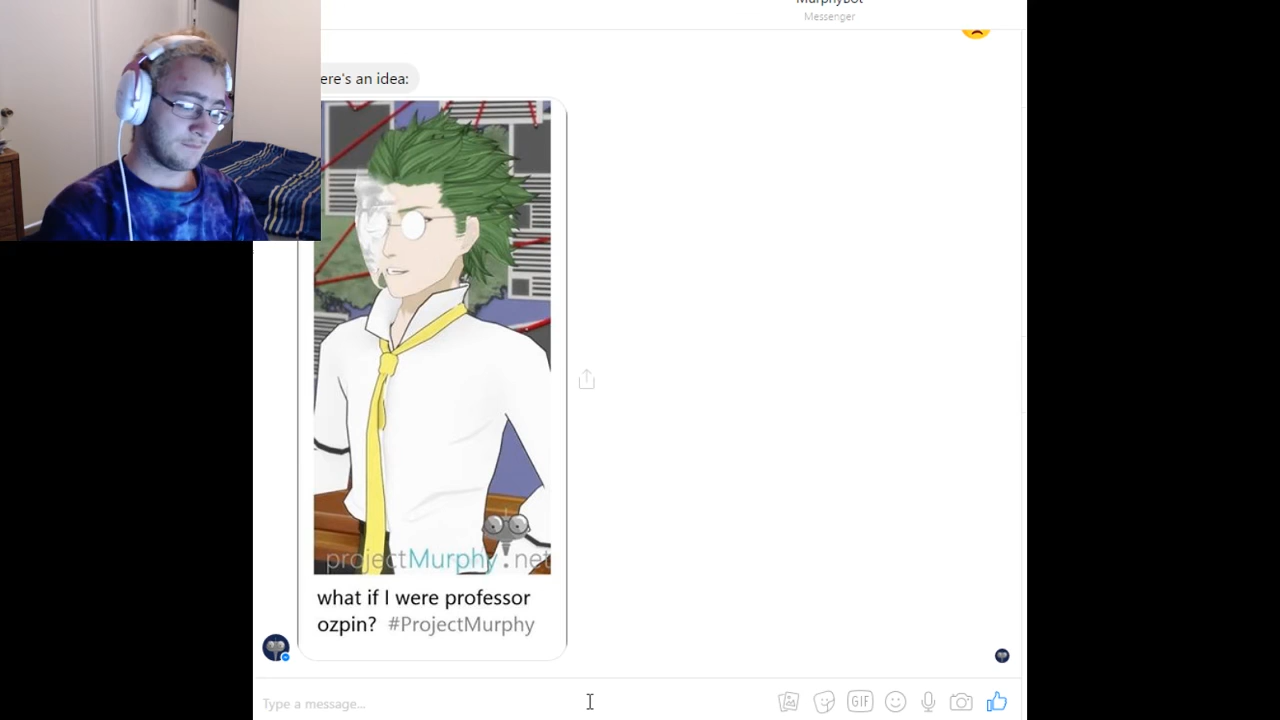 MurphyBot
Messenger
ere's an idea:
projectMurphy.net
what if I were professor
ozpin? #ProjectMurphy
Type a message...
GIF